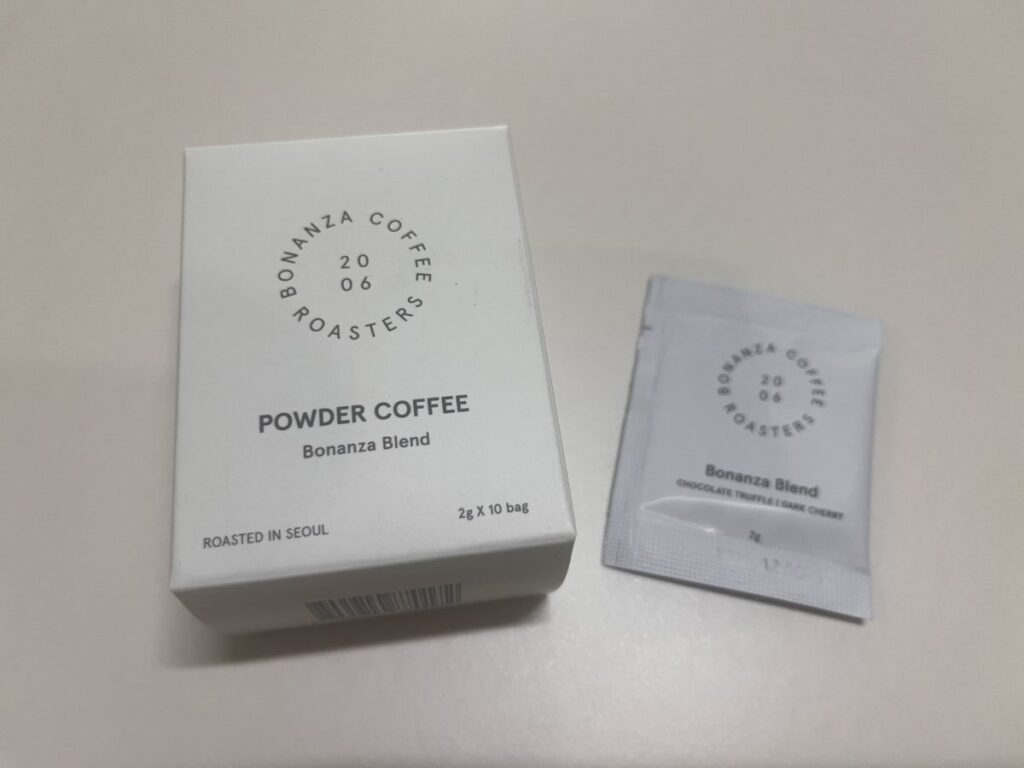 BONANZA COFFEE ROASTERS
20
06
POWDER COFFEE
Bonanza Blend
ROASTED IN SEOUL
2g X 10 bag
BONANZA COFFEE ROASTERS
20
06
Bonanza Blend
CHOCOLATE TRUFFLE | DARK CHERRY
2g